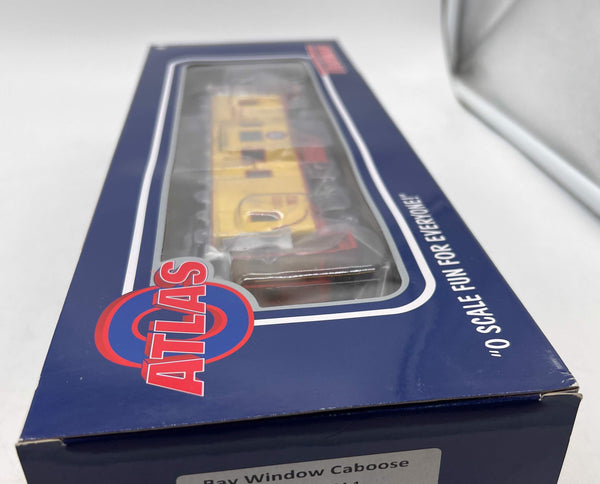 ATLAS
O
"O SCALE FUN FOR EVERYONE!"
Bay Window Caboose